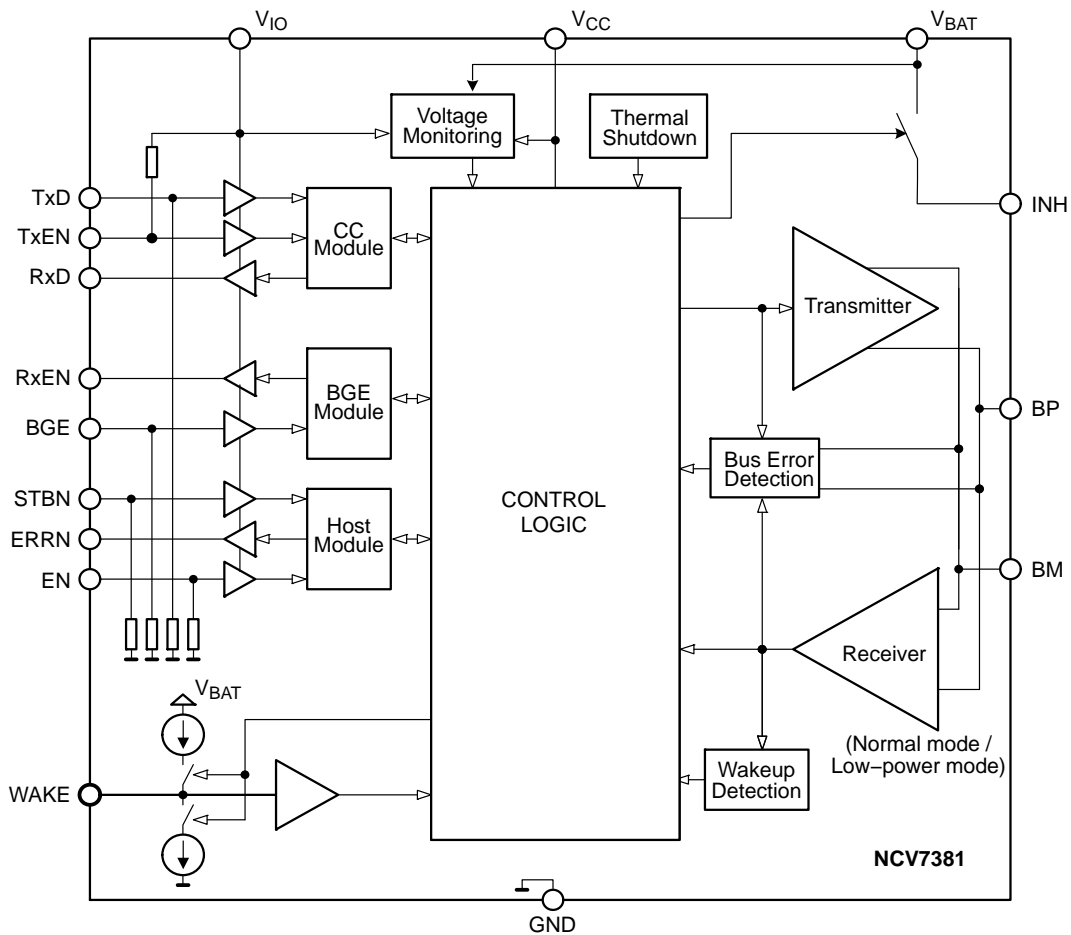 VIO
VCC
VBAT
Voltage
Monitoring
Thermal
Shutdown
TxD
TxEN
RxD
CC
Module
INH
Transmitter
RxEN
BGE
BGE
Module
BP
Bus Error
Detection
STBN
ERRN
EN
Host
Module
CONTROL
LOGIC
BM
Receiver
(Normal mode /
Low–power mode)
VBAT
WAKE
Wakeup
Detection
NCV7381
GND